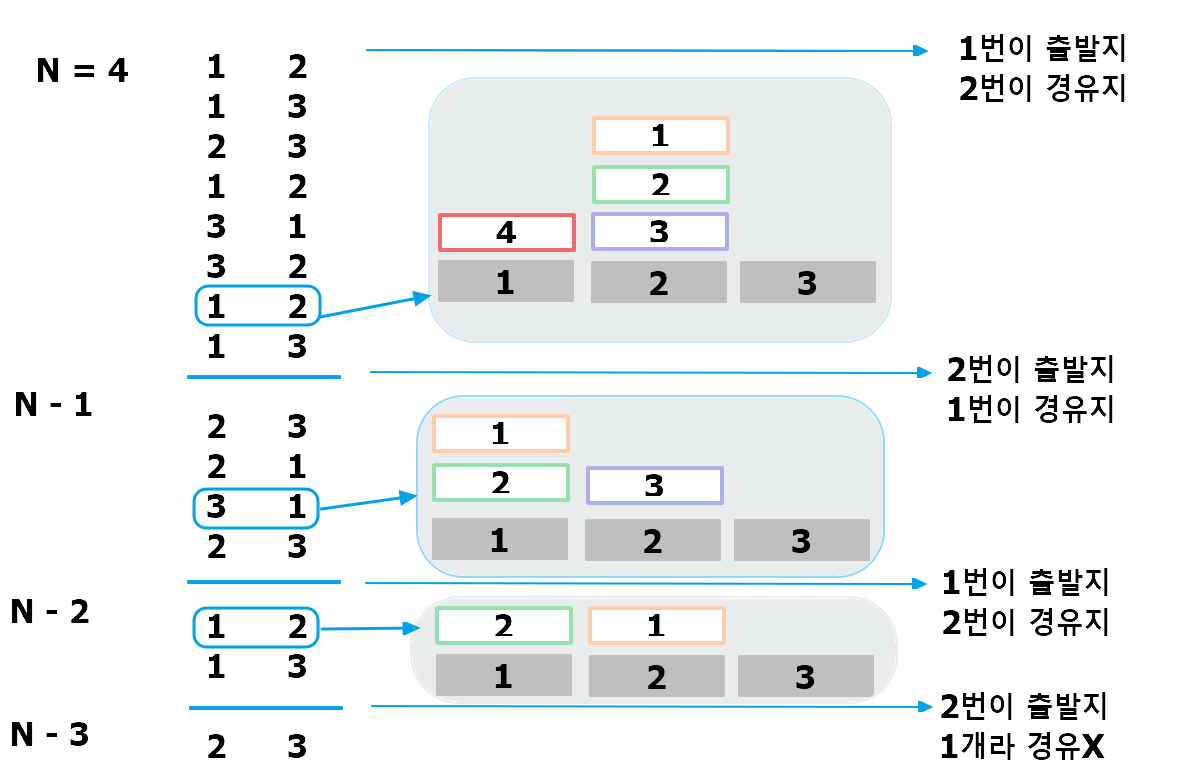 1번이 출발지
N = 4
1 2
2번이 경유지
1 3
1
2 3
2
1 2
4 3
3 1
1 2 3
3 2
1 2
1 3
2번이 출발지
N - 1
1번이 경유지
2 3
1
2 1
2 3
3 1
1 2 3
2 3
1번이 출발지
N - 2
2번이 경유지
1 2
2 1
1 3
1 2 3
2번이 출발지
N - 3
1개라 경유X
2 3